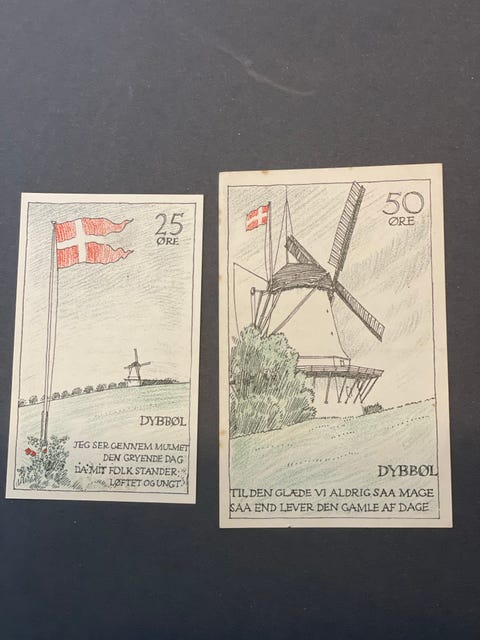 25
ØRE
DYBBØL
JEG SER GENNEM MULMET
DEN GRYENDE DAG
DA MIT FOLK STANDER;
LØFTET OG UNGT
50
ØRE
DYBBØL
TIL DEN GLÆDE VI ALDRIG SAA MAGE
SAA END LEVER DEN GAMLE AF DAGE